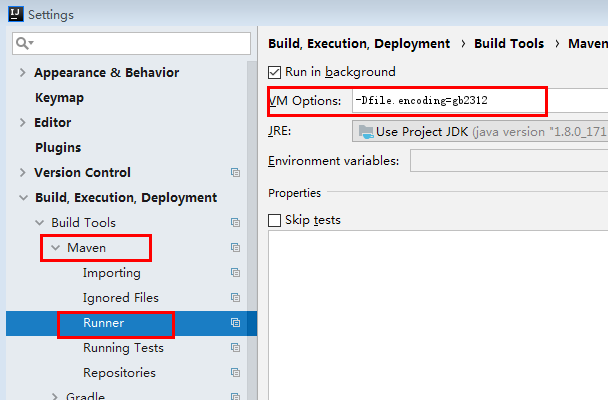 IJ Settings
Appearance & Behavior
Keymap
Editor
Plugins
Version Control
Build, Execution, Deployment
Build Tools
Maven
Importing
Ignored Files
Runner
Running Tests
Repositories
Gradle
Build, Execution, Deployment › Build Tools › Maven
Run in background
VM Options: -Dfile.encoding=gb2312
JRE: Use Project JDK (java version "1.8.0_171
Environment variables:
Properties
Skip tests